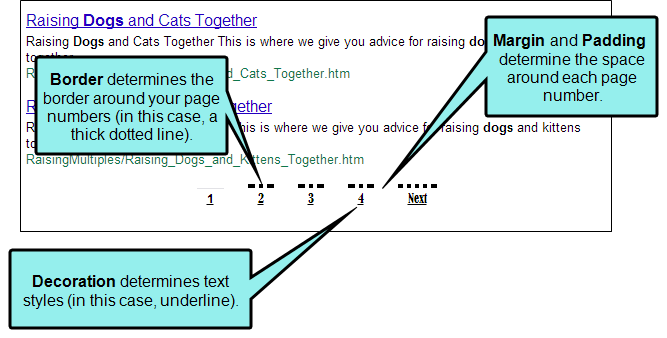 Raising Dogs and Cats Together
Raising Dogs and Cats Together This is where we give you advice for raising do
together
d_Cats_Together.htm
Together
his is where we give you advice for raising dogs and kittens
to
RaisingMultiples/Raising_Dogs_and_Kittens_Together.htm
1 2 3 4 Next
Border determines the
border around your page
numbers (in this case, a
thick dotted line).
Margin and Padding
determine the space
around each page
number.
Decoration determines text
styles (in this case, underline).